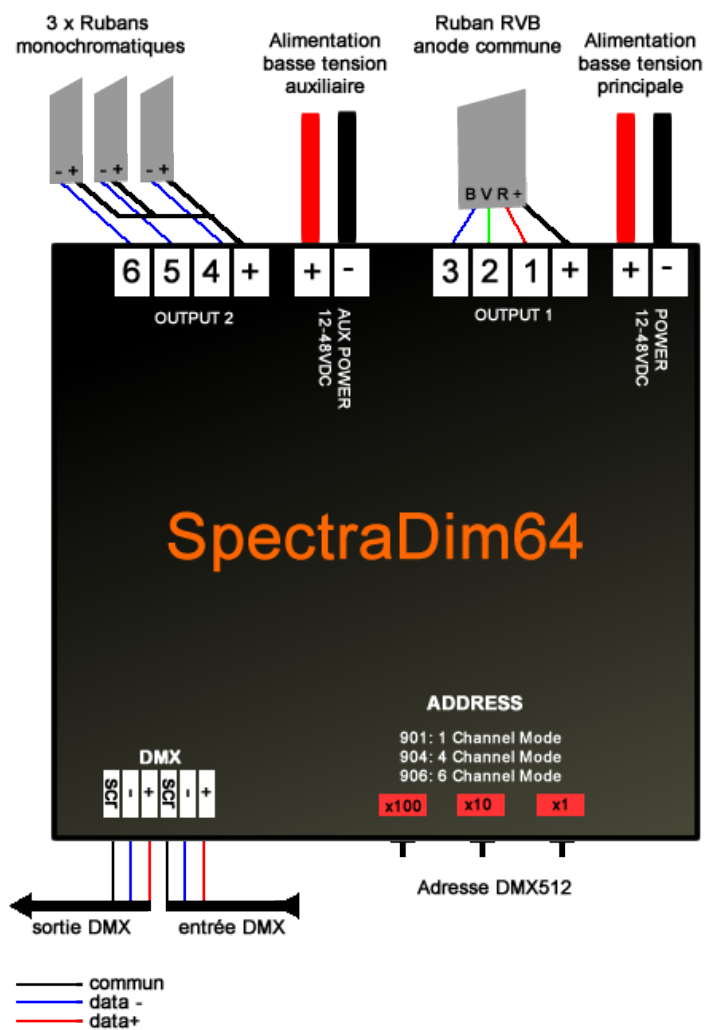 3 x Rubans
monochromatiques
Alimentation
basse tension
auxiliaire
Ruban RVB
anode commune
Alimentation
basse tension
principale
- + - + - +
B V R +
6 5 4 +
+ -
3 2 1 +
+ -
OUTPUT 2
AUX POWER
12-48VDC
OUTPUT 1
POWER
12-48VDC
SpectraDim64
ADDRESS
901: 1 Channel Mode
904: 4 Channel Mode
906: 6 Channel Mode
x100 x10 x1
DMX
scr - + scr - +
Adresse DMX512
sortie DMX
entrée DMX
commun
data -
data+